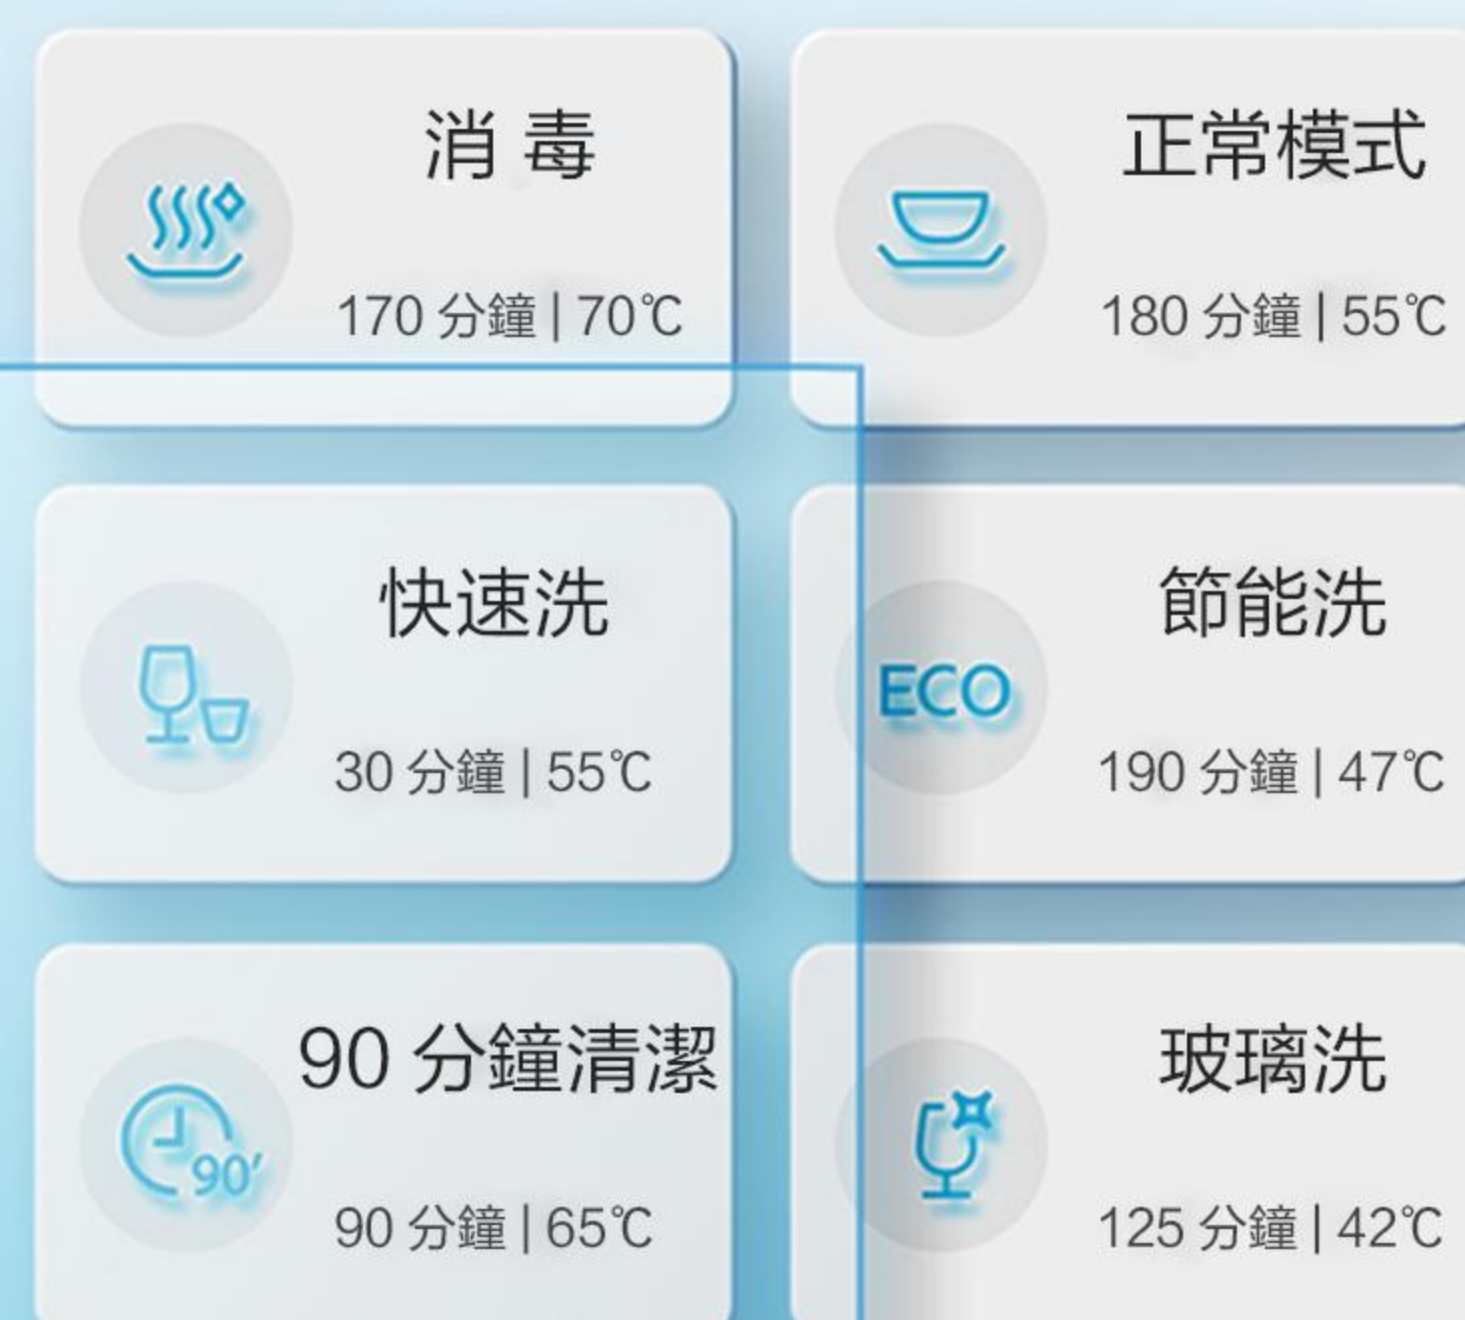 消 毒
170 分鐘 | 70℃
正常模式
180 分鐘 | 55℃
快速洗
30 分鐘 | 55℃
ECO
節能洗
190 分鐘 | 47℃
90 分鐘清潔
90'
90 分鐘 | 65℃
玻璃洗
125 分鐘 | 42℃